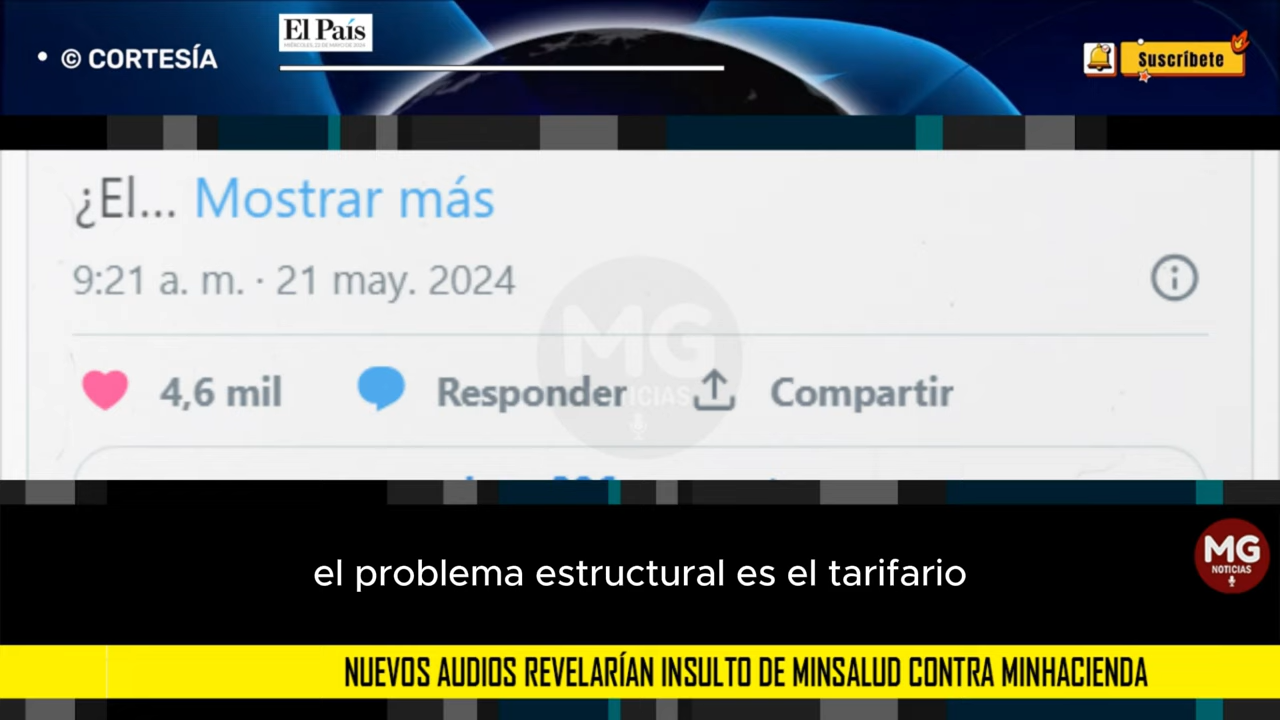 • © CORTESÍA
El País
Suscríbete
¿El... Mostrar más
9:21 a. m. · 21 may. 2024
MG
NOTICIAS
4,6 mil
Responder
Compartir
el problema estructural es el tarifario
MG
NOTICIAS
NUEVOS AUDIOS REVELARÍAN INSULTO DE MINSALUD CONTRA MINHACIENDA